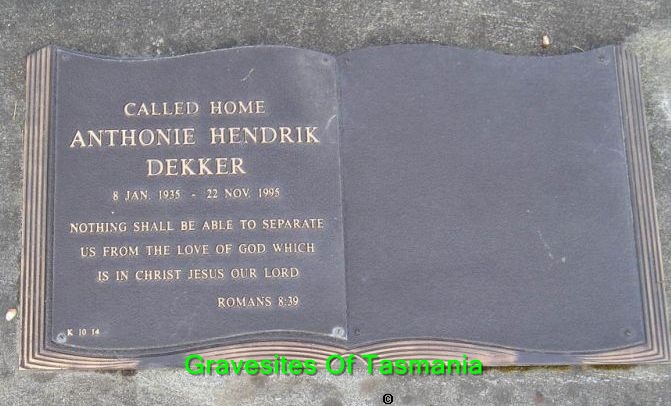 CALLED HOME
ANTHONIE HENDRIK
DEKKER
8 JAN. 1935 - 22 NOV. 1995
NOTHING SHALL BE ABLE TO SEPARATE
US FROM THE LOVE OF GOD WHICH
IS IN CHRIST JESUS OUR LORD
ROMANS 8:39
K 10 14
Gravesites Of Tasmania
©